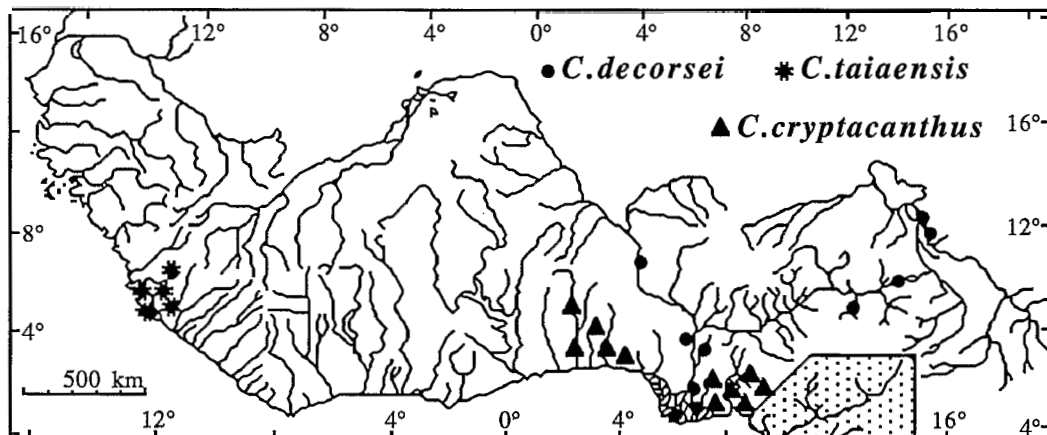 16° 12° 8° 4° 0° 4° 8° 12° 16°
C.decorsei C.taiaensis
C.cryptacanthus 16°
8° 12°
4°
500 km
12° 4° 0° 4° 16° 4°